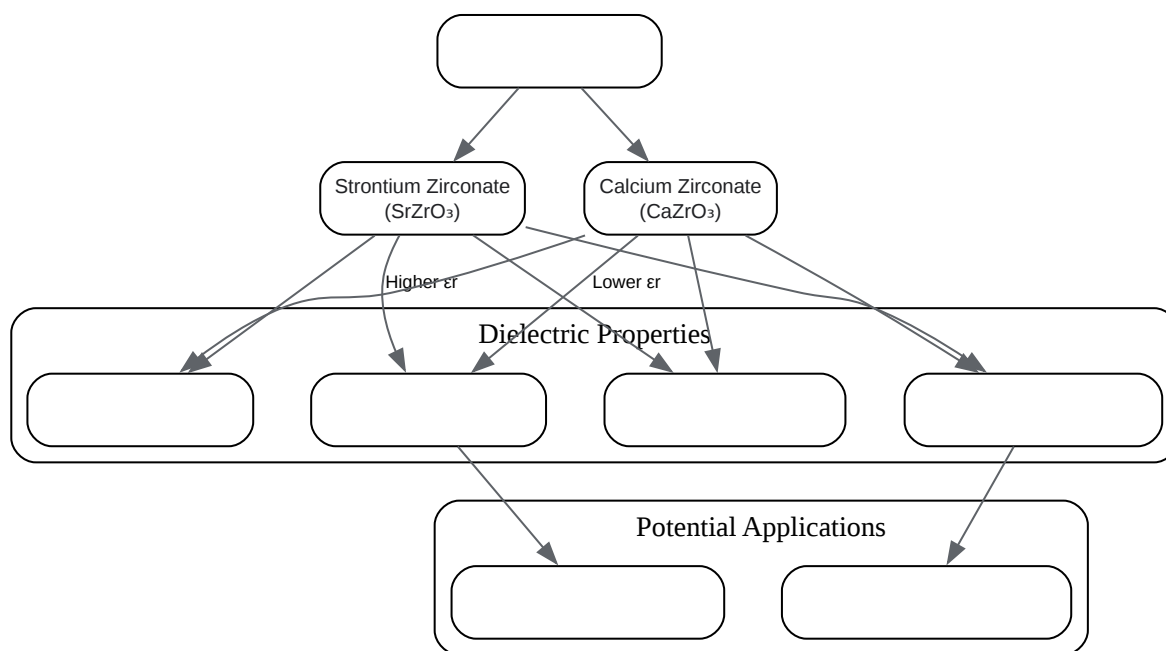 Strontium Zirconate
(SrZrO₃)
Calcium Zirconate
(CaZrO₃)
Higher εr
Lower εr
Dielectric Properties
Potential Applications